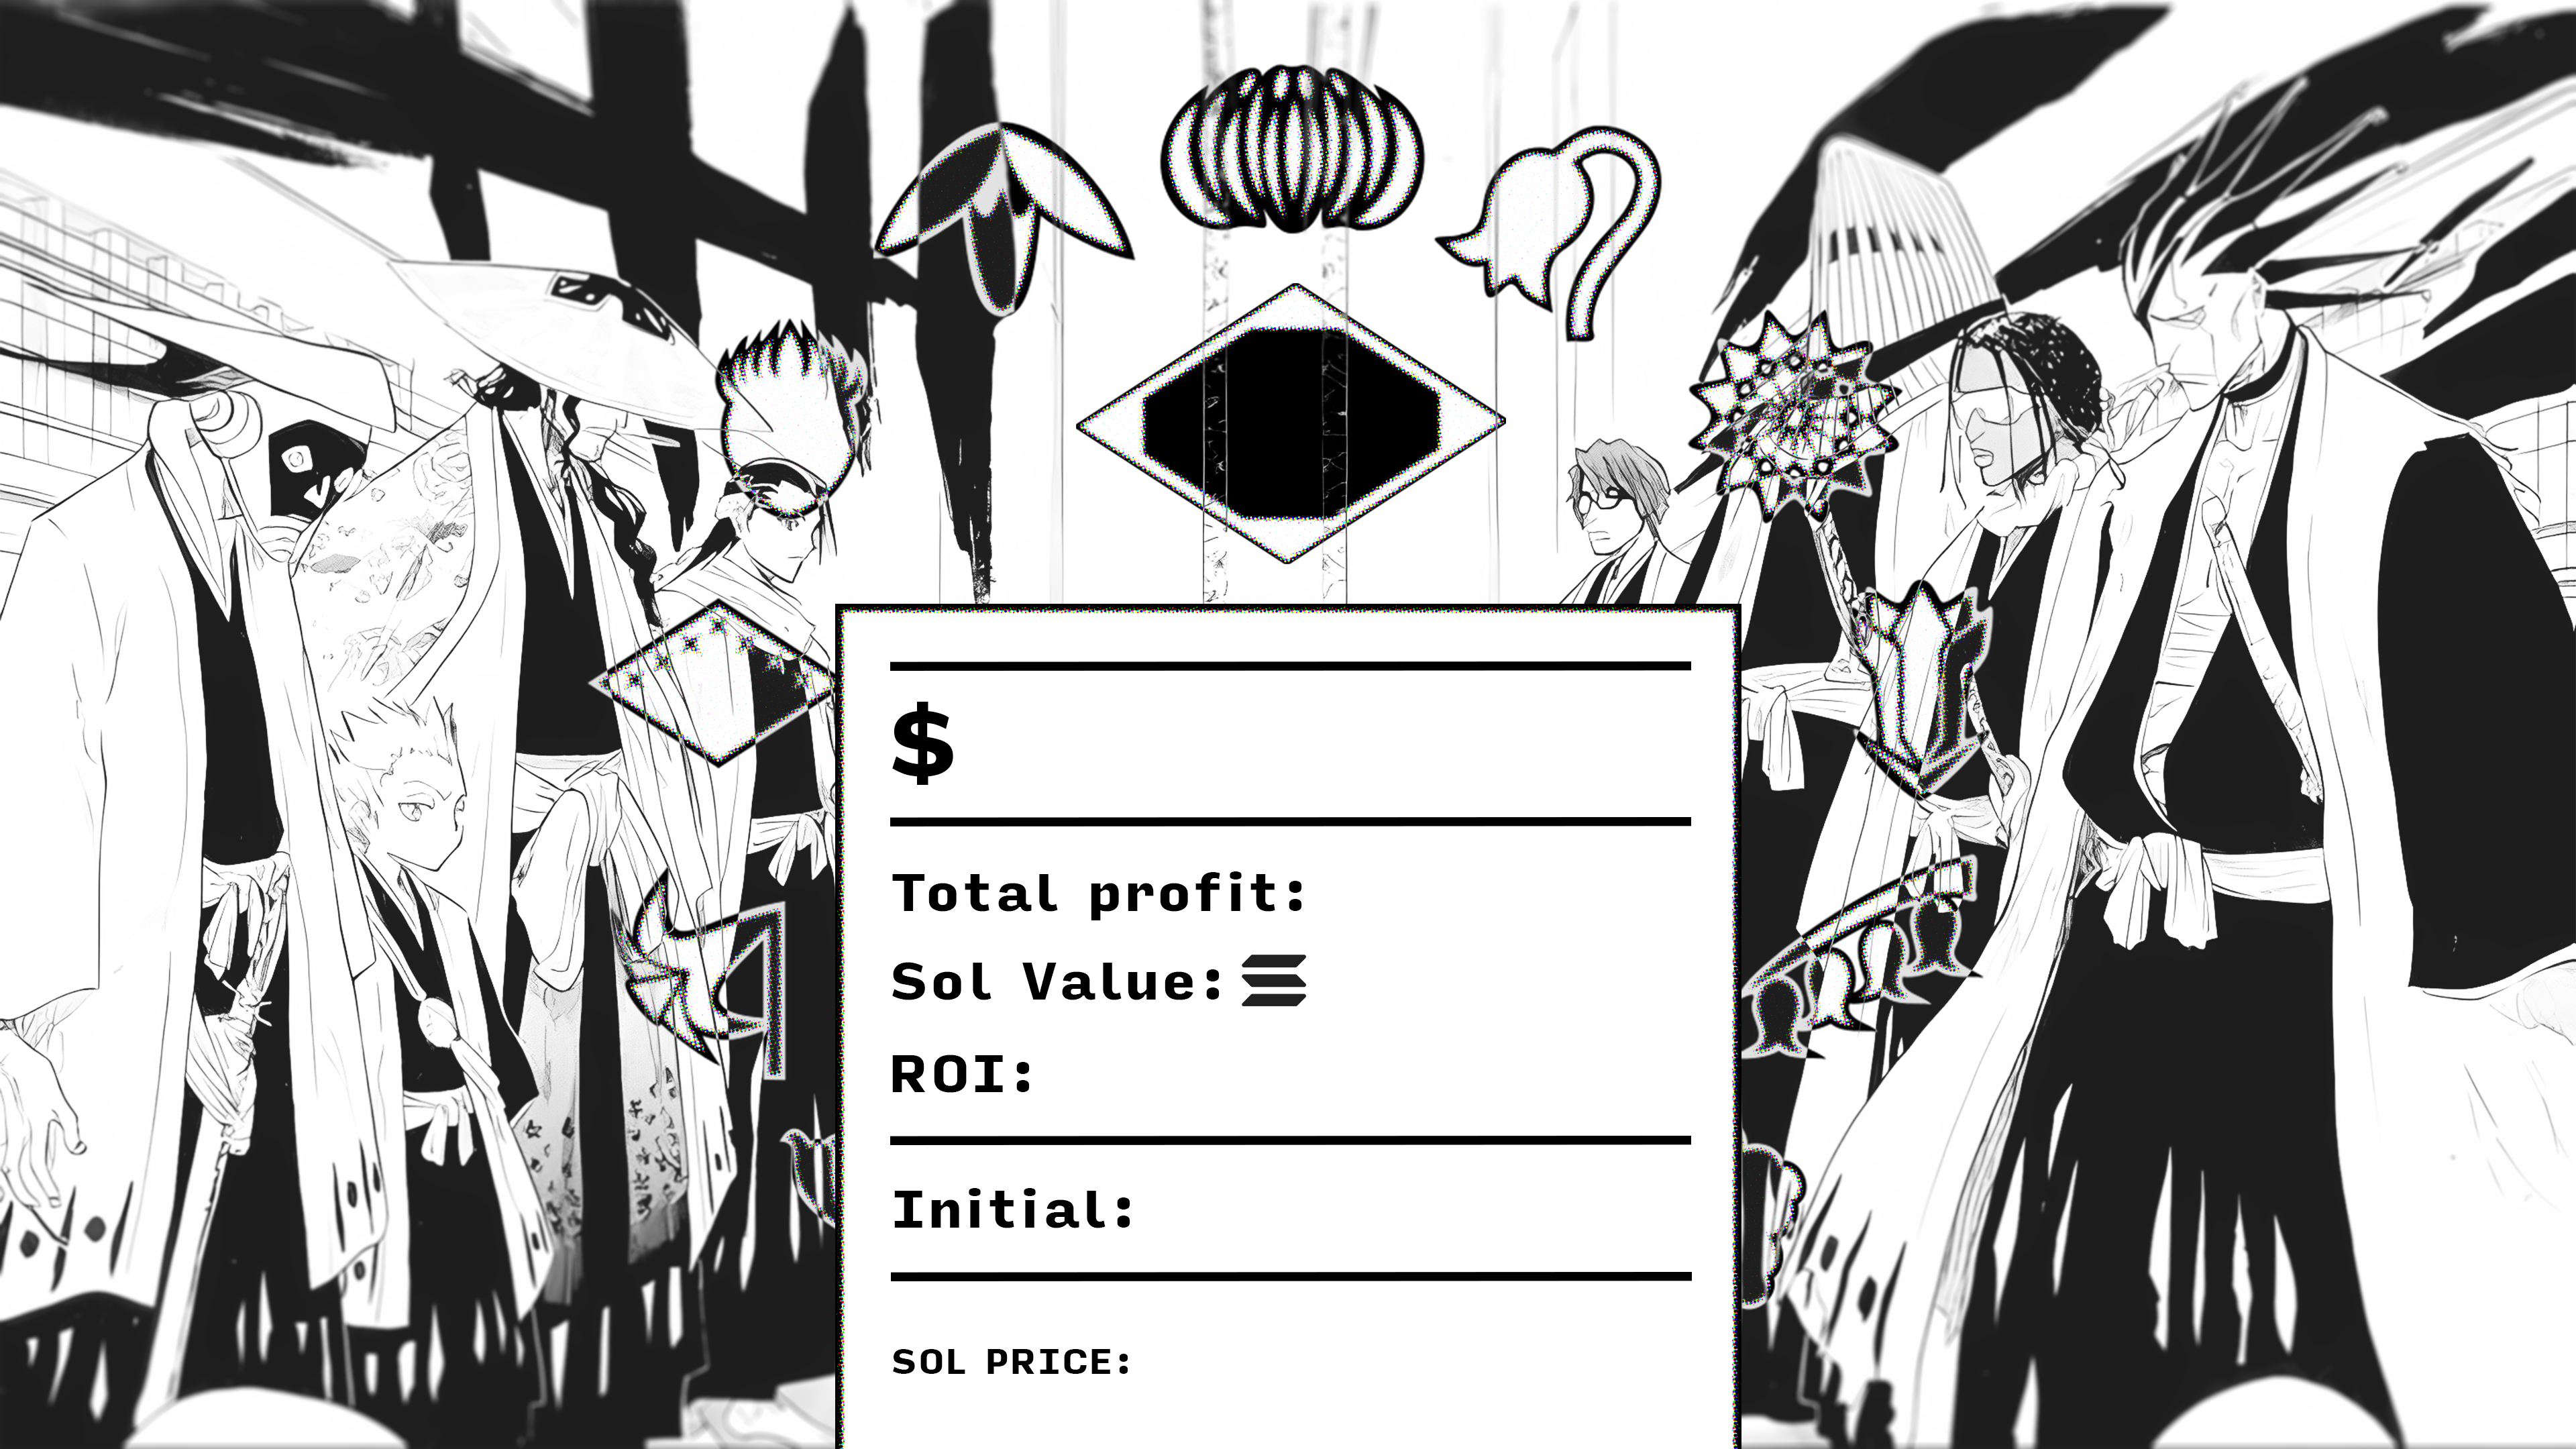 $
Total profit:
Sol Value:
ROI:
Initial:
SOL PRICE: